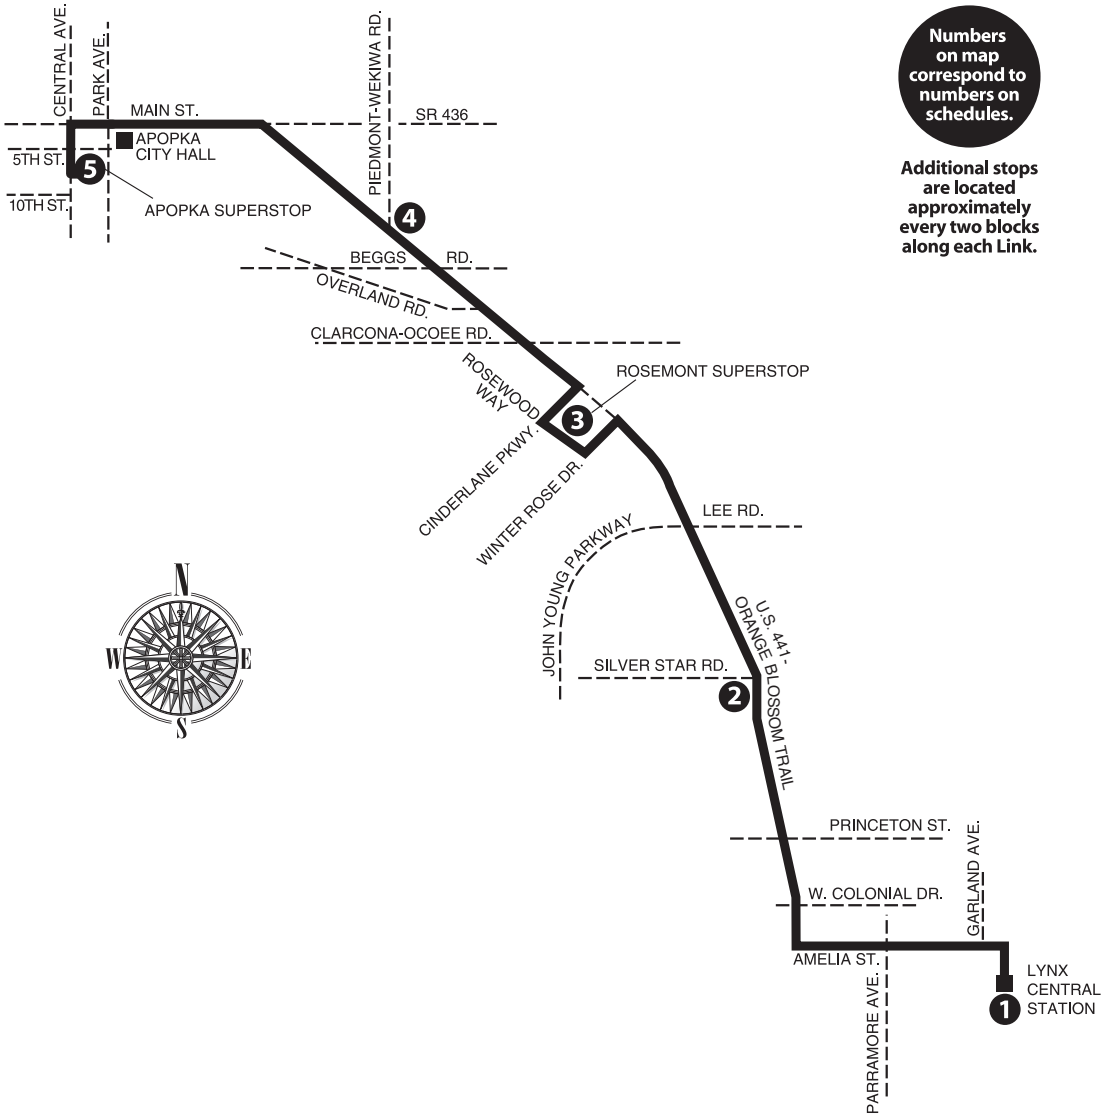 CENTRAL AVE.
PARK AVE.
PIEDMONT-WEKIWA RD.
MAIN ST.
SR 436
APOPKA
CITY HALL
5TH ST.
5
10TH ST.
APOPKA SUPERSTOP
4
BEGGS RD.
OVERLAND RD.
CLARCONA-OCOEE RD.
ROSEWOOD
WAY
ROSEMONT SUPERSTOP
3
CINDERLANE PKWY.
WINTER ROSE DR.
LEE RD.
JOHN YOUNG PARKWAY
U.S. 441-
ORANGE BLOSSOM TRAIL
SILVER STAR RD.
2
PRINCETON ST.
GARLAND AVE.
W. COLONIAL DR.
AMELIA ST.
PARRAMORE AVE.
LYNX
CENTRAL
STATION
1
Numbers
on map
correspond to
numbers on
schedules.
Additional stops
are located
approximately
every two blocks
along each Link.
N
W
E
S